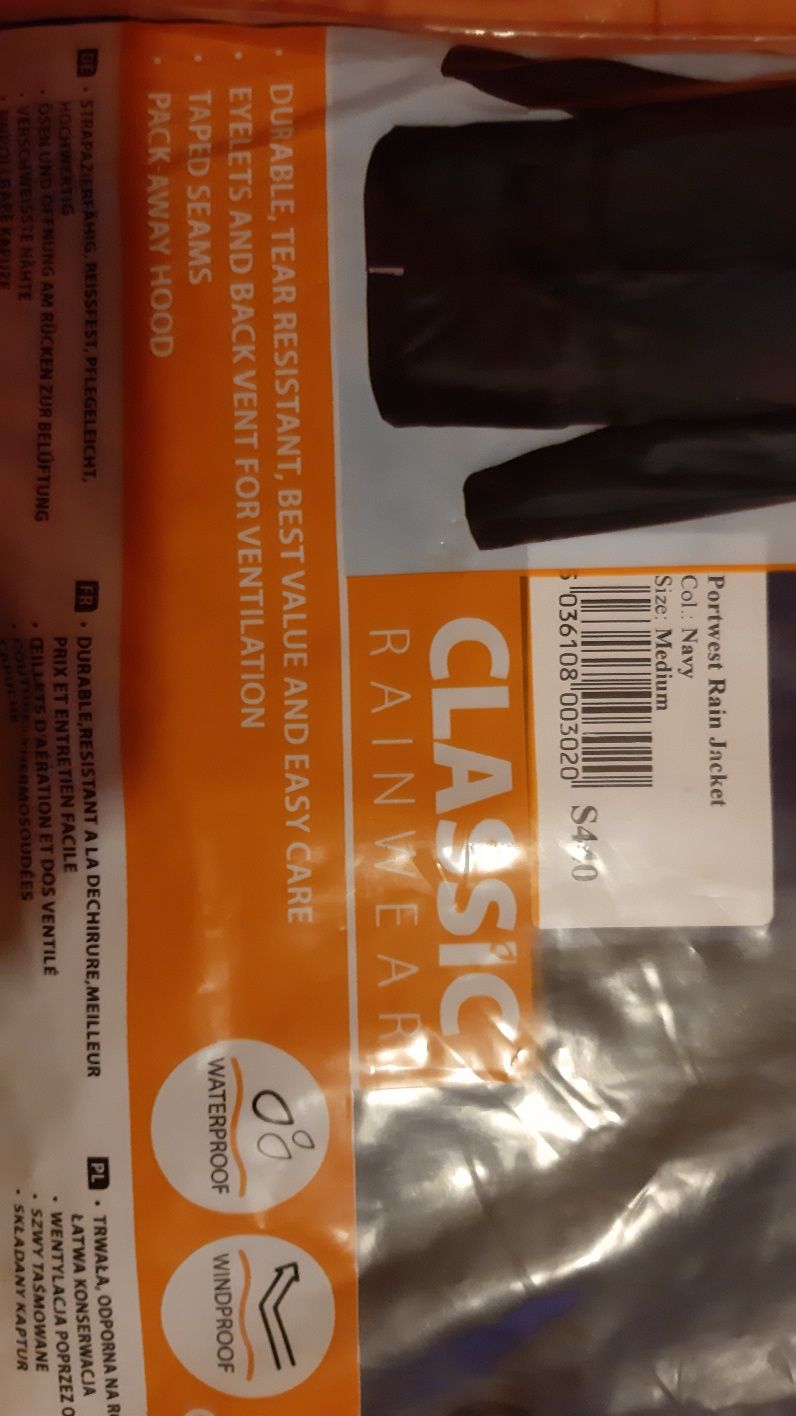 Portwest Rain Jacket
Col.: Navy
Size: Medium
036108 003020
CLASSIC
RAINWEAR
• DURABLE, TEAR RESISTANT, BEST VALUE AND EASY CARE
• EYELETS AND BACK VENT FOR VENTILATION
• TAPED SEAMS
• PACK-AWAY HOOD
WATERPROOF
WINDPROOF
DE • STRAPAZIERFÄHIG, REISSFEST, PFLEGELEICHT,
HOCHWERTIG
• ÖSEN UND ÖFFNUNG AM RÜCKEN ZUR BELÜFTUNG
• VERSCHWEISSTE NÄHTE
KAPUZE
FR • DURABLE,RESISTANT A LA DECHIRURE,MEILLEUR
PRIX ET ENTRETIEN FACILE
• ŒILLETS D'AÉRATION ET DOS VENTILÉ
THERMOSOUDÉES
PL • TRWAŁA, ODPORNA NA
ŁATWA KONSERWACJA
• WENTYLACJA POPRZEZ
• SZWY TAŚMOWANE
• SKŁADANY KAPTUR